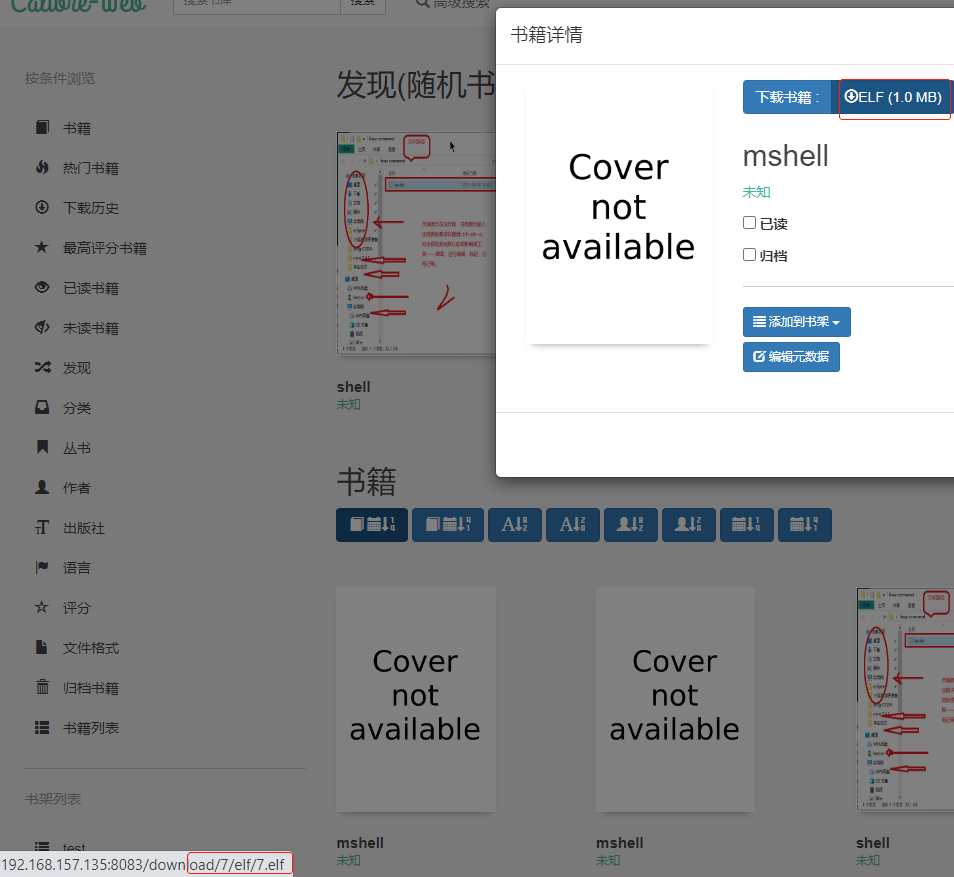 Calibre-Web
搜索书库
搜索
高级搜索
按条件浏览
书籍
热门书籍
下载历史
最高评分书籍
已读书籍
未读书籍
发现
分类
丛书
作者
出版社
语言
评分
文件格式
归档书籍
书籍列表
书架列表
test
发现(随机书
shell
未知
书籍
Cover
not
available
mshell
未知
Cover
not
available
mshell
未知
shell
未知
书籍详情
Cover
not
available
下载书籍 :
ELF (1.0 MB)
mshell
未知
已读
归档
添加到书架
编辑元数据
192.168.157.135:8083/download/7/elf/7.elf